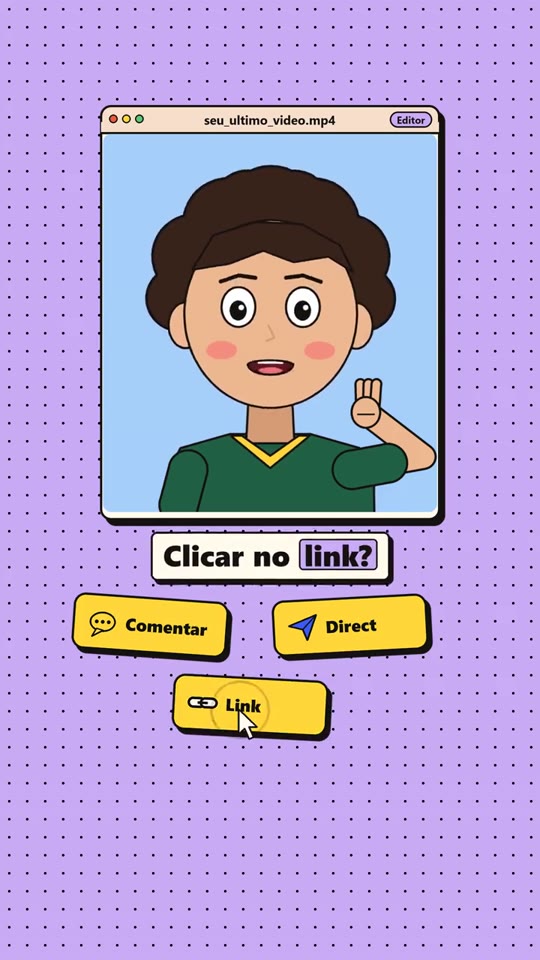 seu_ultimo_video.mp4
Editor
Clicar no link?
Comentar
Direct
Link